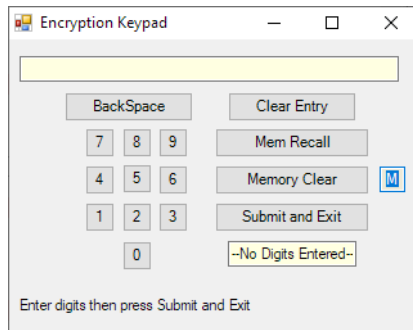 Encryption Keypad
BackSpace Clear Entry
7 8 9 Mem Recall
4 5 6 Memory Clear M
1 2 3 Submit and Exit
0 --No Digits Entered--
Enter digits then press Submit and Exit